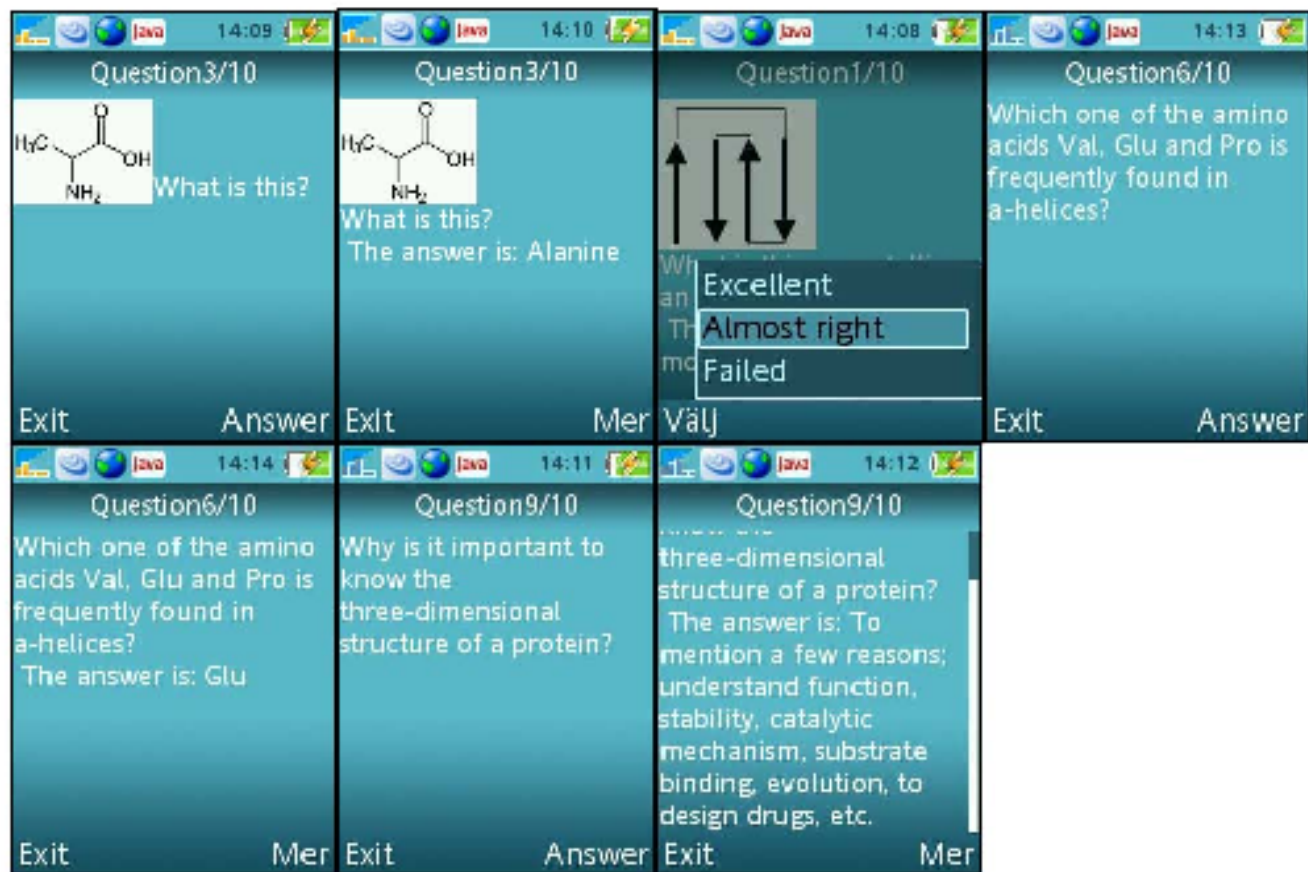 Java 14:09
Question3/10
O
H₃C
OH
NH₂
What is this?
Exit Answer
Java 14:10
Question3/10
O
H₃C
OH
NH₂
What is this?
The answer is: Alanine
Exit Mer
Java 14:08
Question1/10
an
mo
Excellent
Almost right
Failed
Välj
Java 14:13
Question6/10
Which one of the amino
acids Val, Glu and Pro is
frequently found in
a-helices?
Exit Answer
Java 14:14
Question6/10
Which one of the amino
acids Val, Glu and Pro is
frequently found in
a-helices?
The answer is: Glu
Exit Mer
Java 14:11
Question9/10
Why is it important to
know the
three-dimensional
structure of a protein?
Exit Answer
Java 14:12
Question9/10
know the
three-dimensional
structure of a protein?
The answer is: To
mention a few reasons;
understand function,
stability, catalytic
mechanism, substrate
binding, evolution, to
design drugs, etc.
Exit Mer